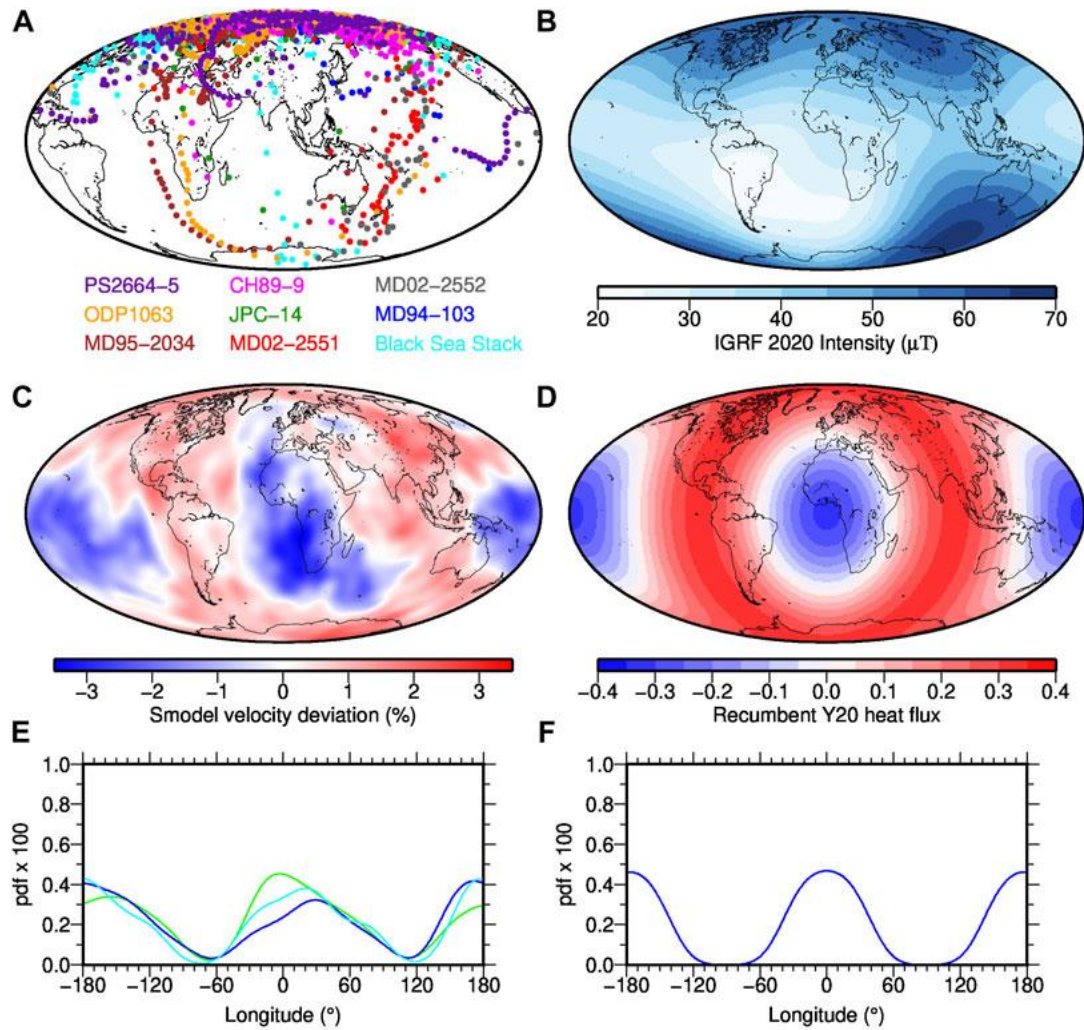 A
B
PS2664-5 CH89-9 MD02-2552
ODP1063 JPC-14 MD94-103
MD95-2034 MD02-2551 Black Sea Stack
20 30 40 50 60 70
IGRF 2020 Intensity (μT)
C
D
−3 −2 −1 0 1 2 3
Smodel velocity deviation (%)
−0.4 −0.3 −0.2 −0.1 0.0 0.1 0.2 0.3 0.4
Recumbent Y20 heat flux
E
1.0
0.8
0.6
0.4
0.2
0.0
pdf x 100
−180 −120 −60 0 60 120 180
Longitude (°)
F
1.0
0.8
0.6
0.4
0.2
0.0
pdf x 100
−180 −120 −60 0 60 120 180
Longitude (°)